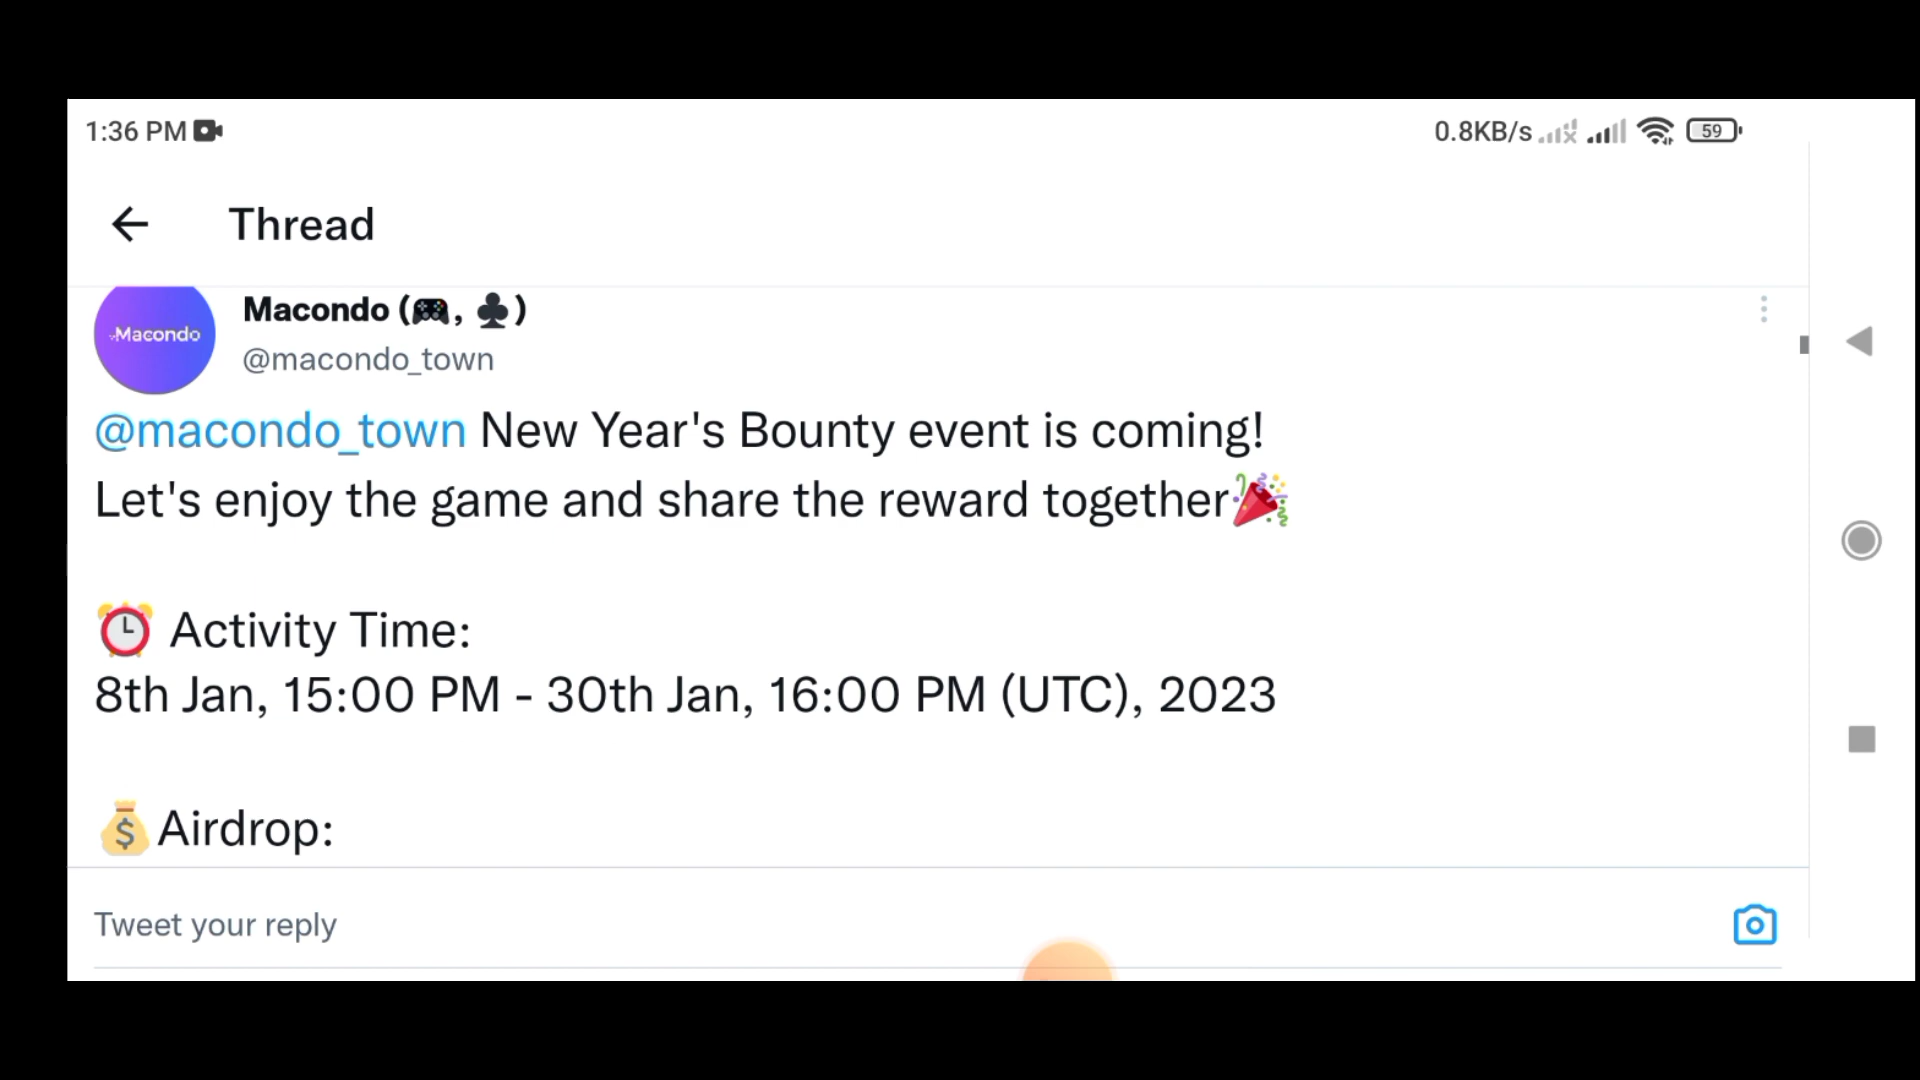 1:36 PM
0.8KB/s
59
Thread
Macondo
Macondo (🎮, ♣)
@macondo_town
@macondo_town New Year's Bounty event is coming!
Let's enjoy the game and share the reward together🎉
⏰ Activity Time:
8th Jan, 15:00 PM - 30th Jan, 16:00 PM (UTC), 2023
💰Airdrop:
Tweet your reply